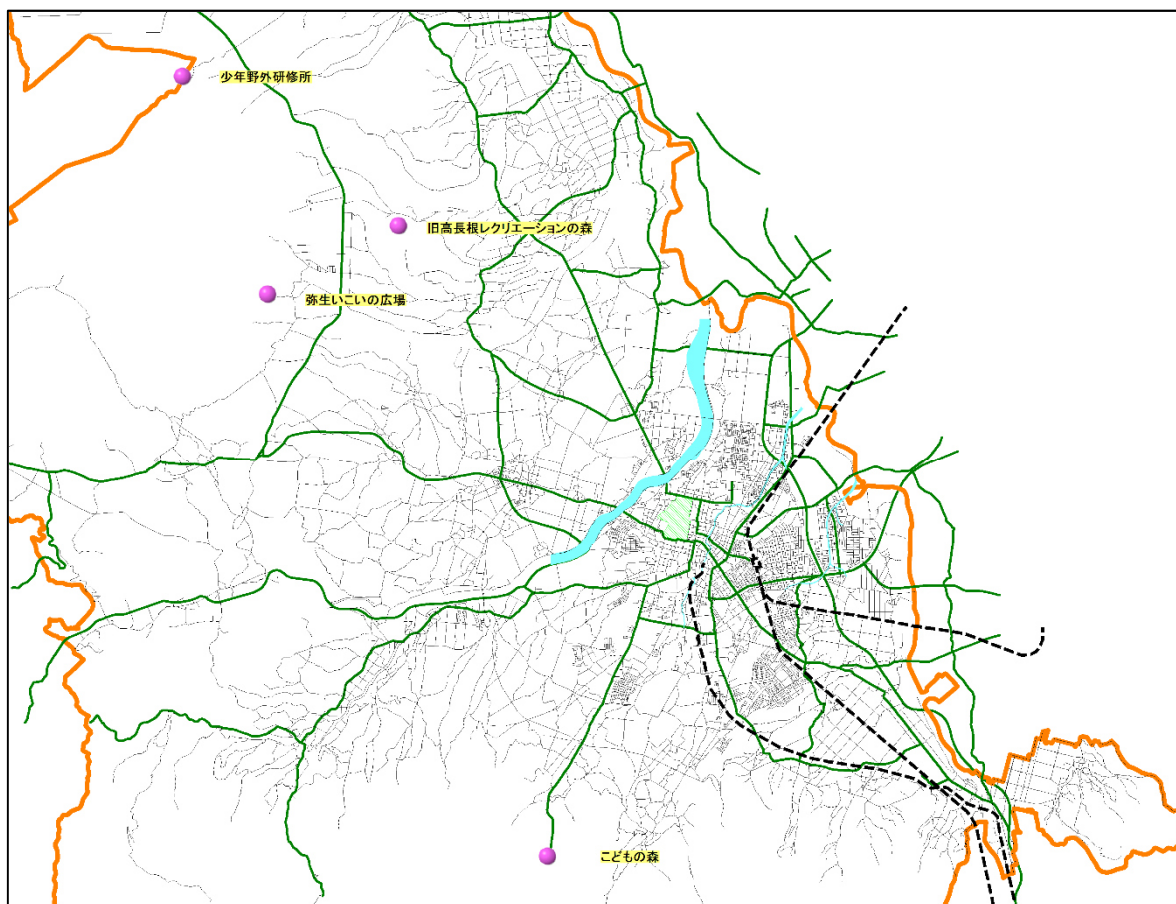 少年野外研修所
旧高長根レクリエーションの森
弥生いこいの広場
こどもの森